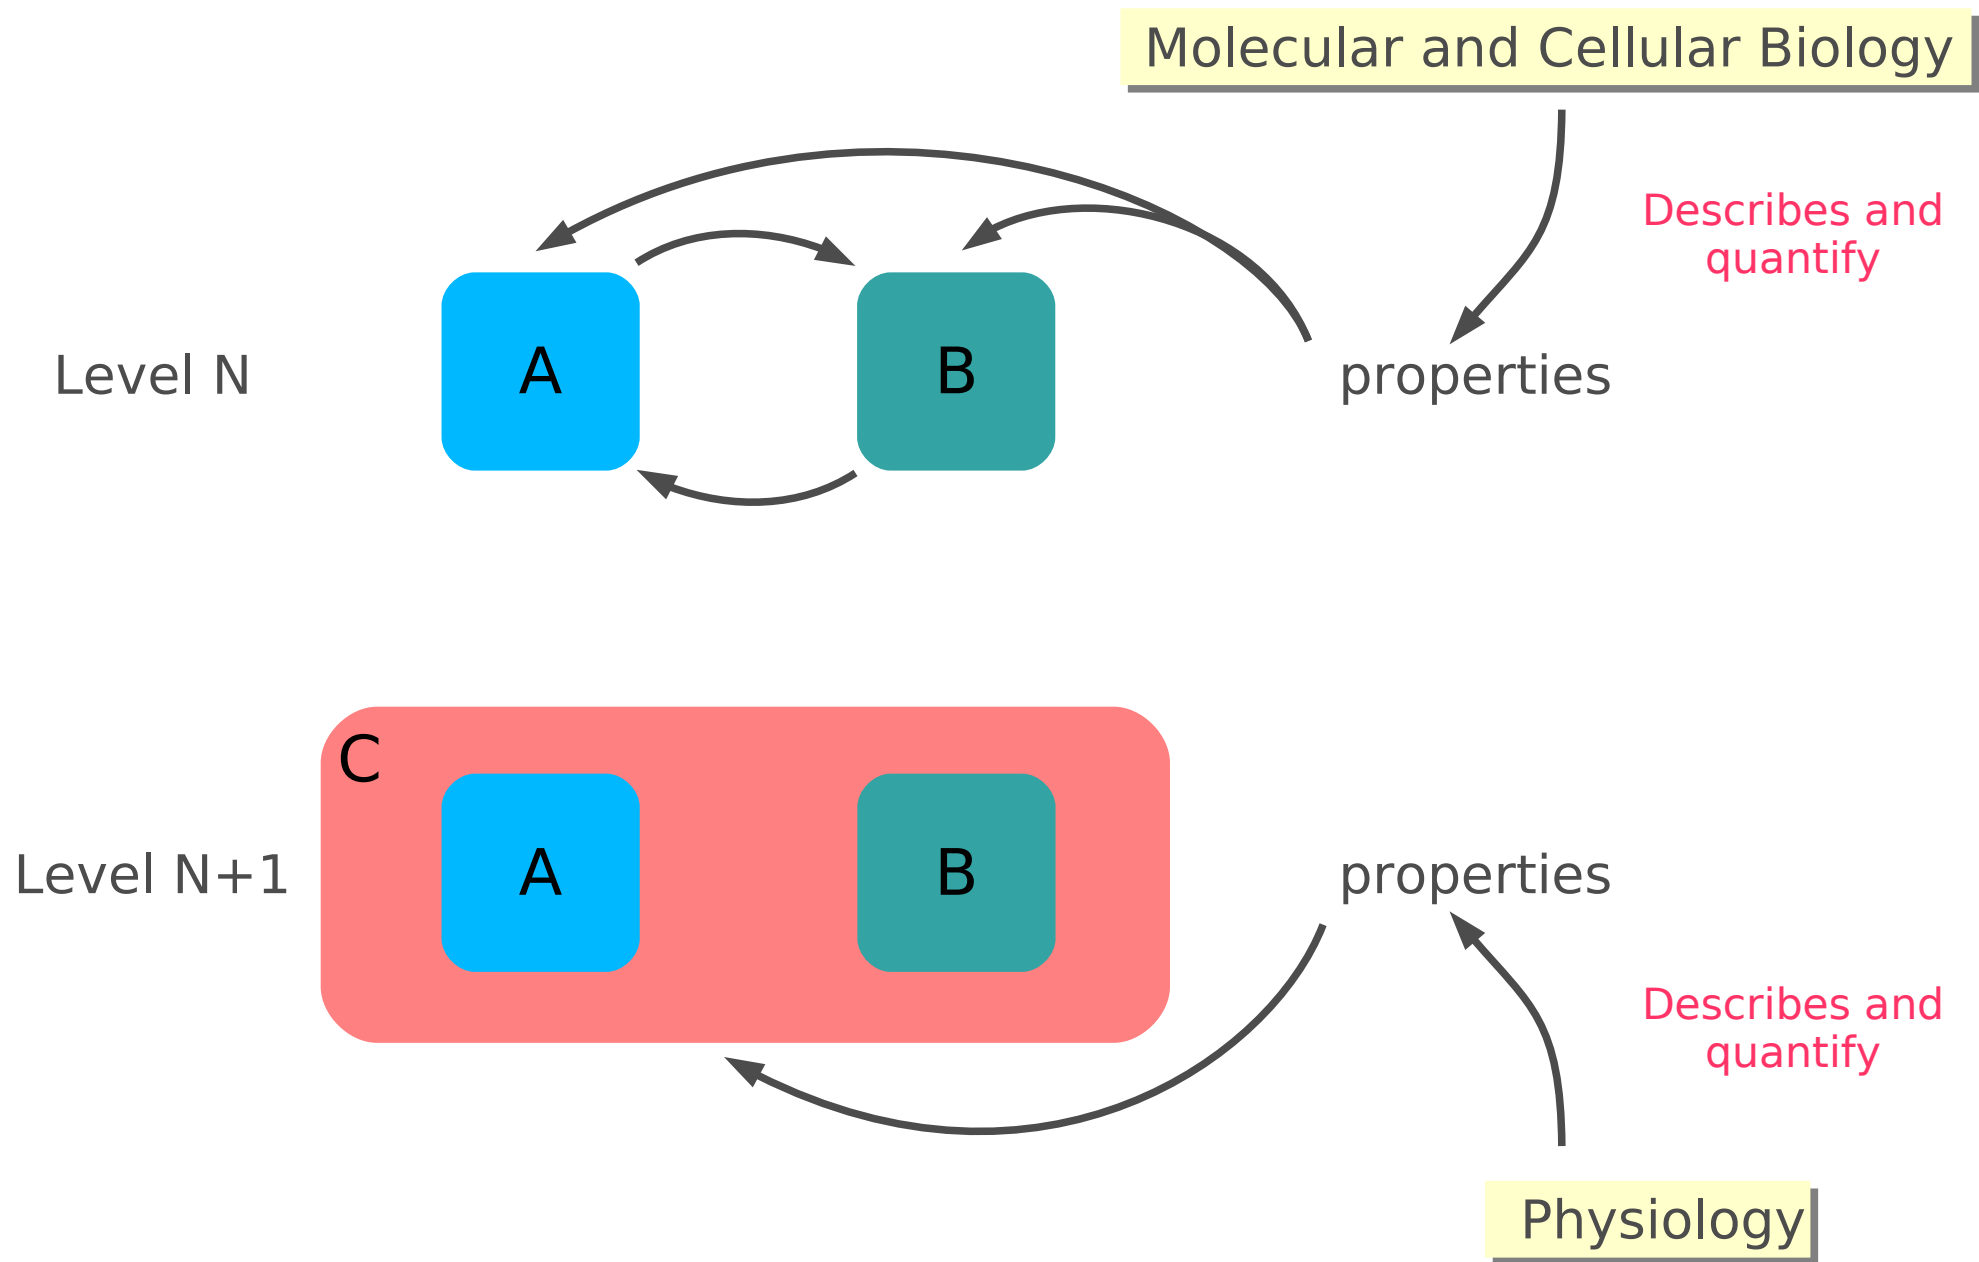 Molecular and Cellular Biology
Describes and
quantify
Level N
A
B
properties
C
Level N+1
A
B
properties
Describes and
quantify
Physiology